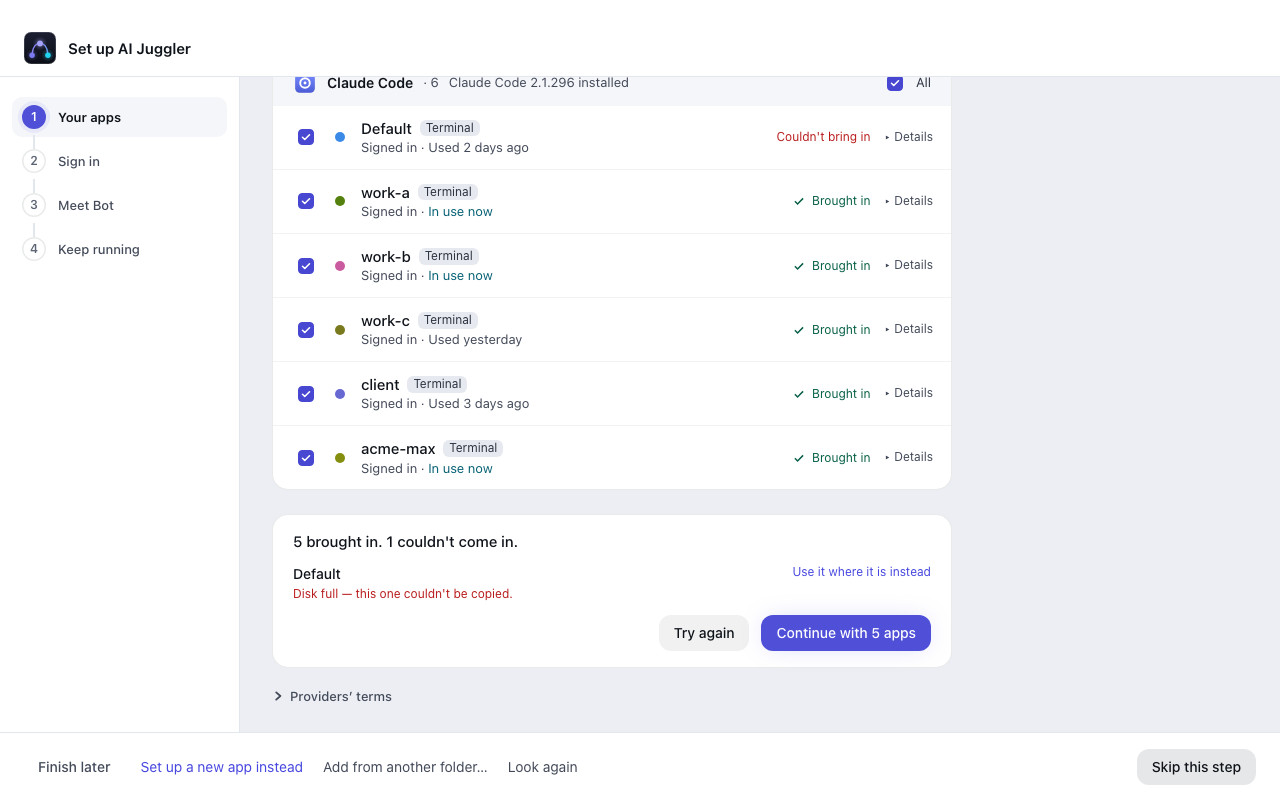 Set up AI Juggler
1 Your apps
2 Sign in
3 Meet Bot
4 Keep running
Claude Code · 6 Claude Code 2.1.296 installed All
Default Terminal
Signed in · Used 2 days ago
Couldn't bring in ▸ Details
work-a Terminal
Signed in · In use now
Brought in ▸ Details
work-b Terminal
Signed in · In use now
Brought in ▸ Details
work-c Terminal
Signed in · Used yesterday
Brought in ▸ Details
client Terminal
Signed in · Used 3 days ago
Brought in ▸ Details
acme-max Terminal
Signed in · In use now
Brought in ▸ Details
5 brought in. 1 couldn't come in.
Default
Use it where it is instead
Disk full — this one couldn't be copied.
Try again Continue with 5 apps
Providers’ terms
Finish later Set up a new app instead Add from another folder... Look again Skip this step